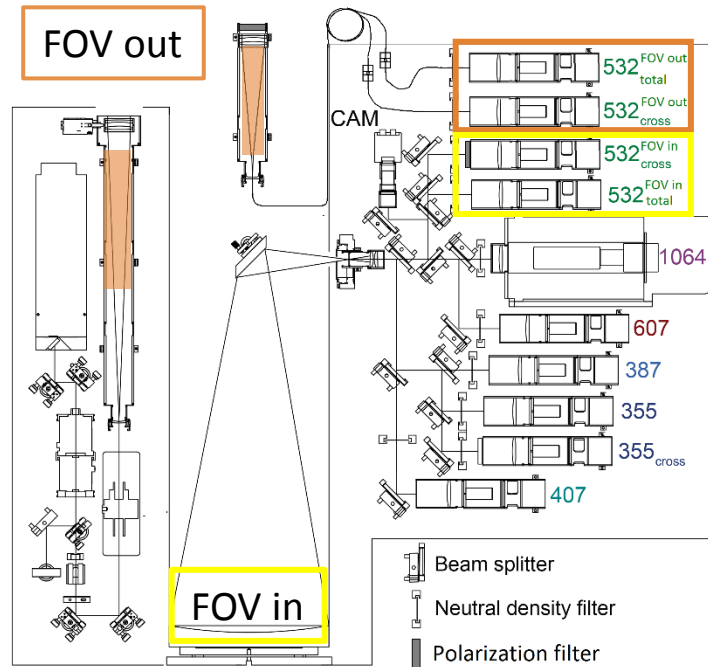 FOV out
532 FOV out total
532 FOV out cross
CAM
532 FOV in cross
532 FOV in total
1064
607
387
355
355 cross
407
FOV in
Beam splitter
Neutral density filter
Polarization filter